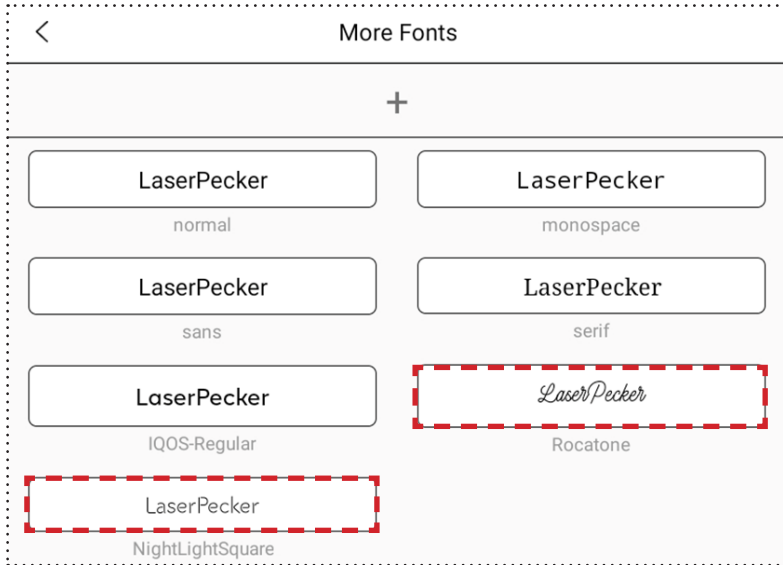 More Fonts
+
LaserPecker LaserPecker
normal monospace
LaserPecker LaserPecker
sans serif
LaserPecker LaserPecker
IQOS-Regular Rocatone
LaserPecker
NightLightSquare